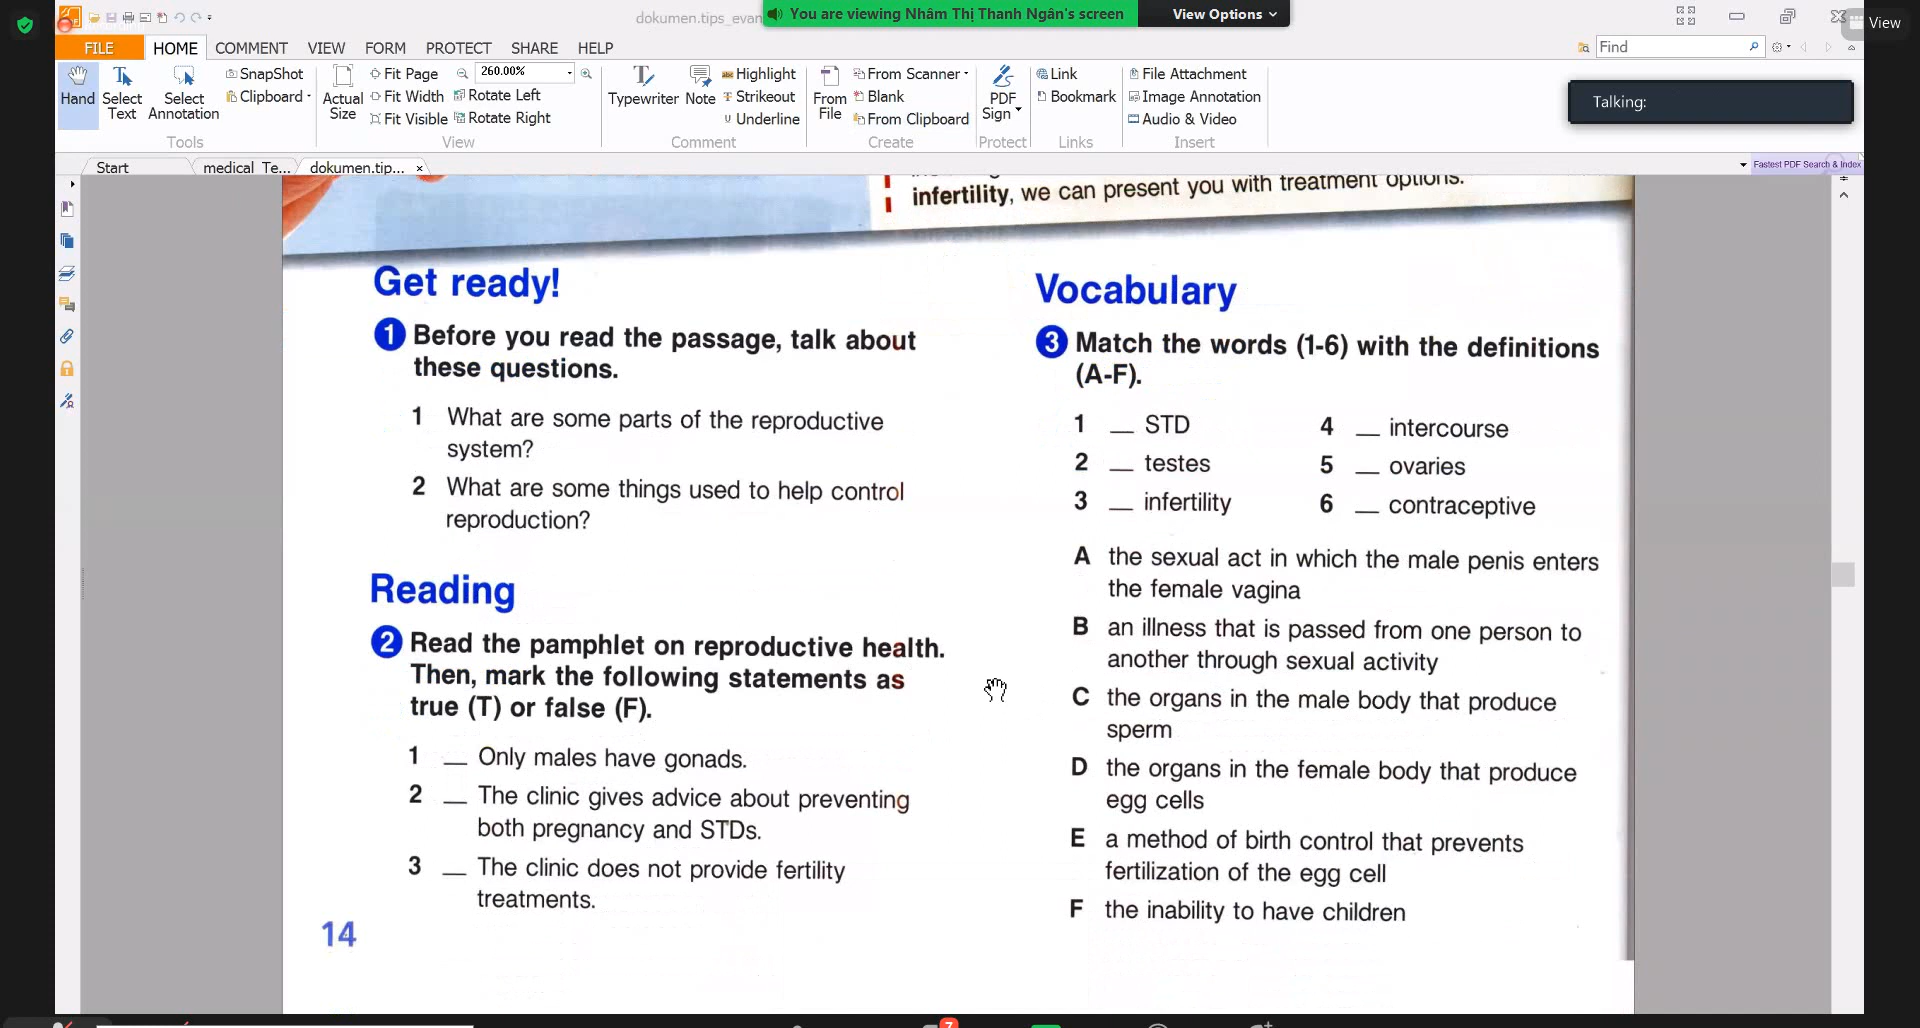 dokumen.tips_evan
You are viewing Nhâm Thị Thanh Ngân's screen
View Options
View
FILE HOME COMMENT VIEW FORM PROTECT SHARE HELP
Find
Hand
Select Text
Select Annotation
SnapShot
Clipboard
Tools
Actual Size
Fit Page
Fit Width
Fit Visible
260.00%
Rotate Left
Rotate Right
View
Typewriter
Note
Highlight
Strikeout
Underline
Comment
From File
From Scanner
Blank
From Clipboard
Create
PDF Sign
Protect
Link
Bookmark
Links
File Attachment
Image Annotation
Audio & Video
Insert
Talking:
Start
medical_Te...
dokumen.tip...
Fastest PDF Search & Index
infertility, we can present you with treatment options.
Get ready!
1 Before you read the passage, talk about
these questions.
1 What are some parts of the reproductive
system?
2 What are some things used to help control
reproduction?
Reading
2 Read the pamphlet on reproductive health.
Then, mark the following statements as
true (T) or false (F).
1 __ Only males have gonads.
2 __ The clinic gives advice about preventing
both pregnancy and STDs.
3 __ The clinic does not provide fertility
treatments.
14
Vocabulary
3 Match the words (1-6) with the definitions
(A-F).
1 __ STD
2 __ testes
3 __ infertility
4 __ intercourse
5 __ ovaries
6 __ contraceptive
A the sexual act in which the male penis enters
the female vagina
B an illness that is passed from one person to
another through sexual activity
C the organs in the male body that produce
sperm
D the organs in the female body that produce
egg cells
E a method of birth control that prevents
fertilization of the egg cell
F the inability to have children
7